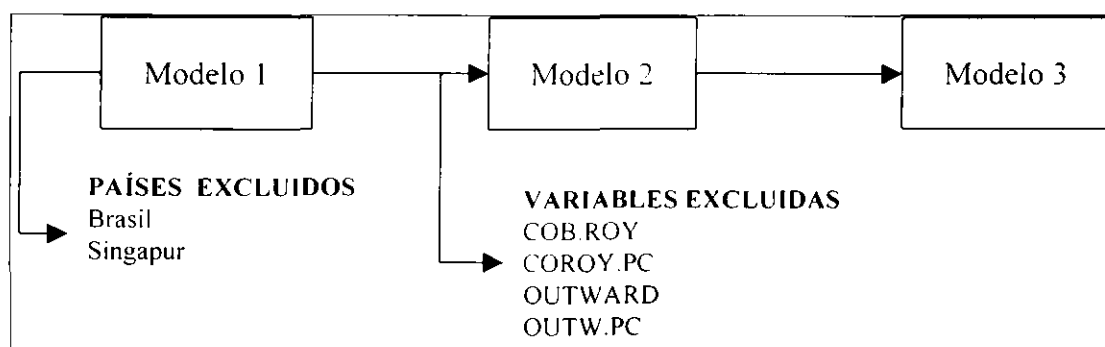 Modelo 1
Modelo 2
Modelo 3
PAÍSES EXCLUIDOS
Brasil
Singapur
VARIABLES EXCLUIDAS
COB.ROY
COROY.PC
OUTWARD
OUTW.PC